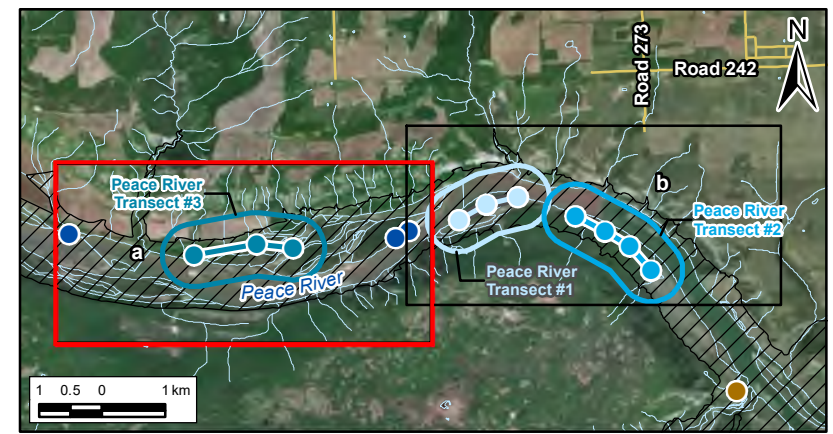 N
Road 273
Road 242
Peace River
Transect #3
b
Peace River
Transect #2
a
Peace River
Peace River
Transect #1
1 0.5 0 1 km